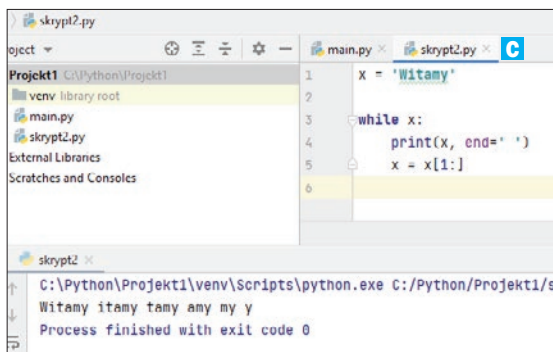 skrypt2.py
oject
main.py skrypt2.py C
Projekt1 C:\Python\Projekt1
venv library root
main.py
skrypt2.py
External Libraries
Scratches and Consoles
1 x = 'Witamy'
2
3 while x:
4 print(x, end=' ')
5 x = x[1:]
6
skrypt2
C:\Python\Projekt1\venv\Scripts\python.exe C:/Python/Projekt1/s
Witamy itamy tamy amy my y
Process finished with exit code 0